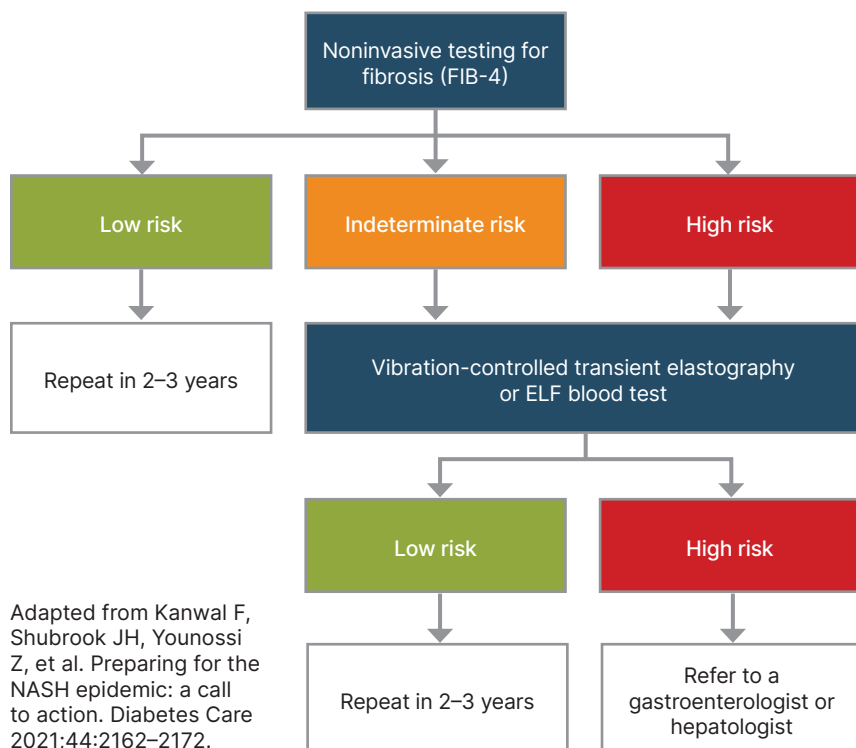 Noninvasive testing for
fibrosis (FIB-4)
Low risk
Indeterminate risk
High risk
Repeat in 2–3 years
Vibration-controlled transient elastography
or ELF blood test
Low risk
High risk
Adapted from Kanwal F,
Shubrook JH, Younossi
Z, et al. Preparing for the
NASH epidemic: a call
to action. Diabetes Care
2021:44:2162–2172.
Repeat in 2–3 years
Refer to a
gastroenterologist or
hepatologist